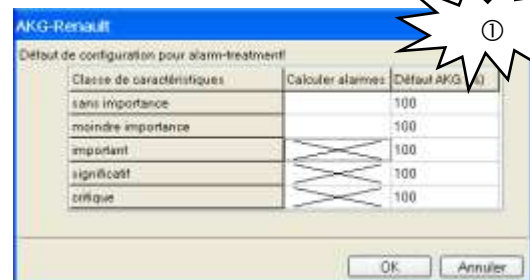 AKG-Renault
①
Défaut de configuration pour alarm-treatment!
Classe de caractéristiques Calculer alarmes Défaut AKG
sans importance 100
moindre importance 100
important 100
significatif 100
critique 100
OK Annuler